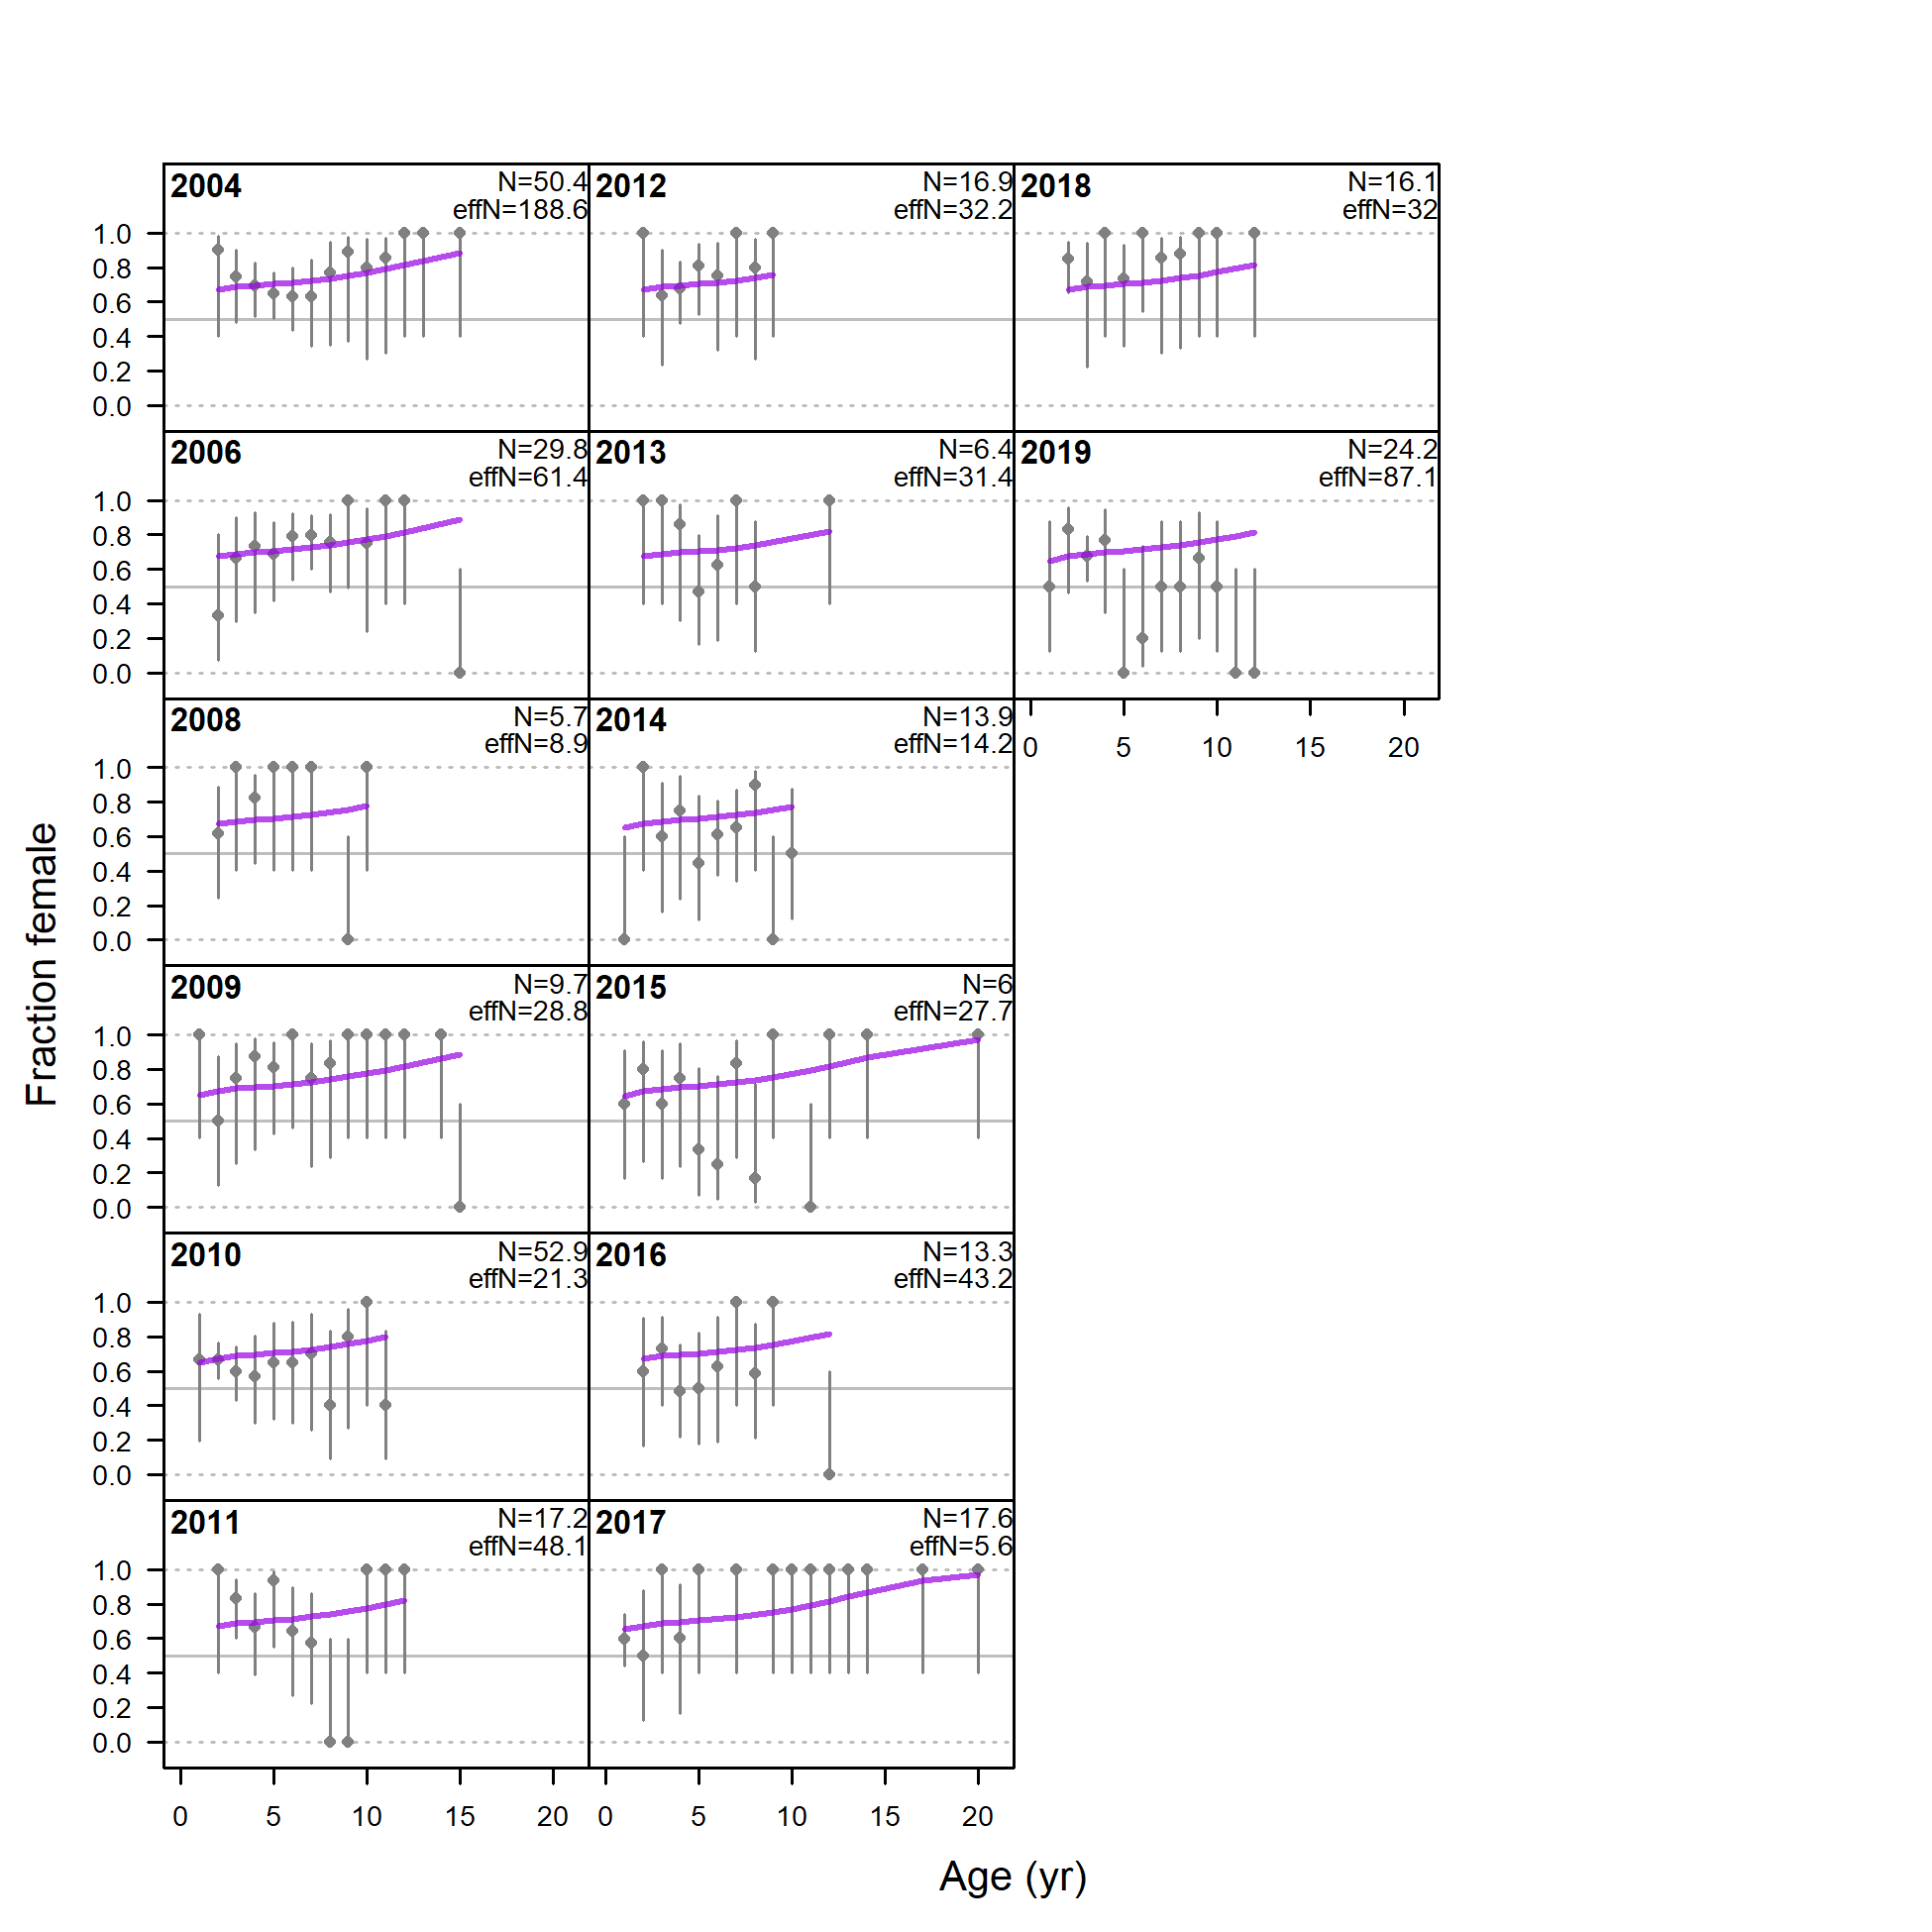 2004
N=50.4
effN=188.6
2012
N=16.9
effN=32.2
2018
N=16.1
effN=32
1.0
0.8
0.6
0.4
0.2
0.0
2006
N=29.8
effN=61.4
2013
N=6.4
effN=31.4
2019
N=24.2
effN=87.1
1.0
0.8
0.6
0.4
0.2
0.0
0 5 10 15 20
2008
N=5.7
effN=8.9
2014
N=13.9
effN=14.2
1.0
0.8
0.6
0.4
0.2
0.0
2009
N=9.7
effN=28.8
2015
N=6
effN=27.7
1.0
0.8
0.6
0.4
0.2
0.0
2010
N=52.9
effN=21.3
2016
N=13.3
effN=43.2
1.0
0.8
0.6
0.4
0.2
0.0
2011
N=17.2
effN=48.1
2017
N=17.6
effN=5.6
1.0
0.8
0.6
0.4
0.2
0.0
0 5 10 15 20
0 5 10 15 20
Fraction female
Age (yr)